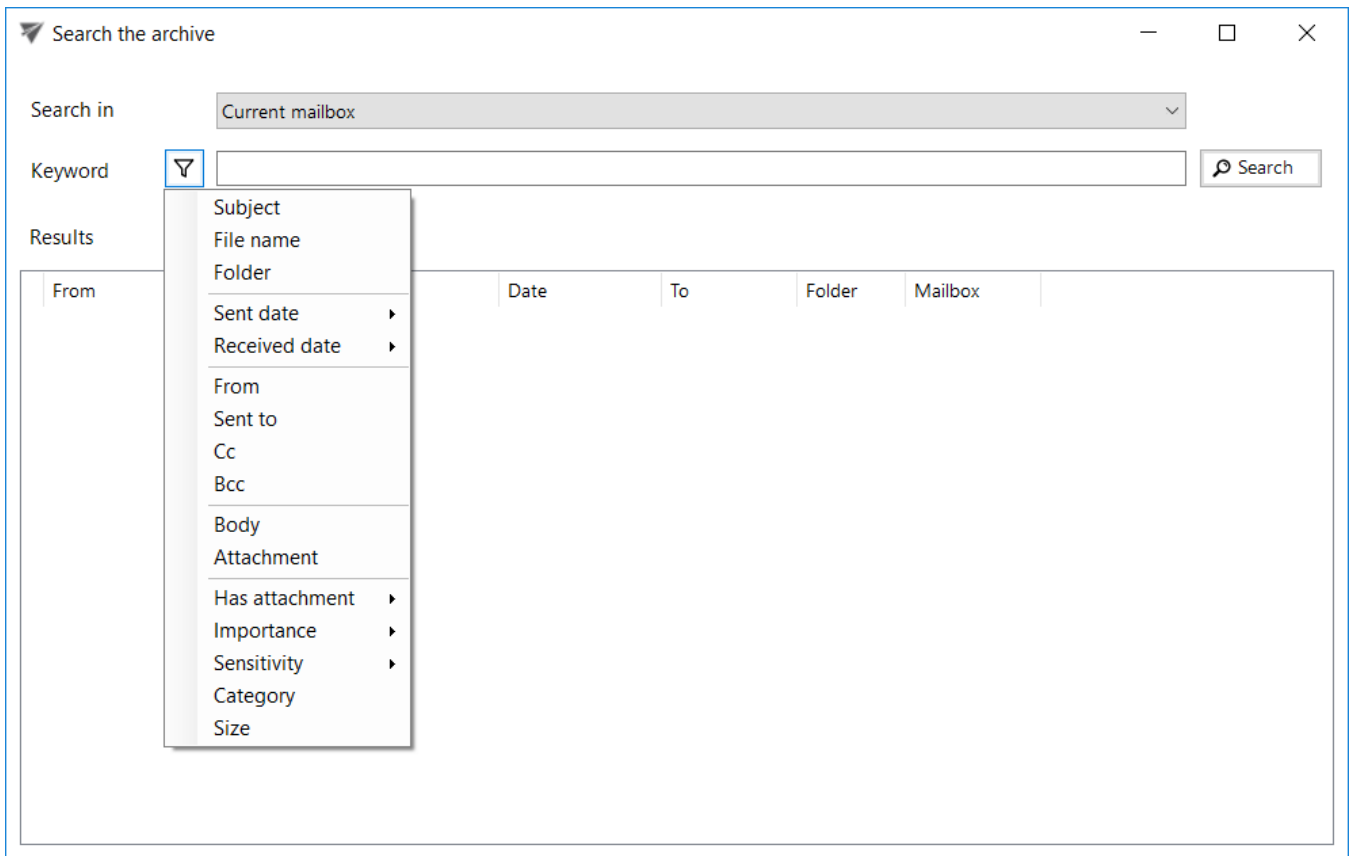 Search the archive
Search in
Current mailbox
Keyword
Search
Subject
File name
Folder
Sent date
Received date
From
Sent to
Cc
Bcc
Body
Attachment
Has attachment
Importance
Sensitivity
Category
Size
Results
From Date To Folder Mailbox